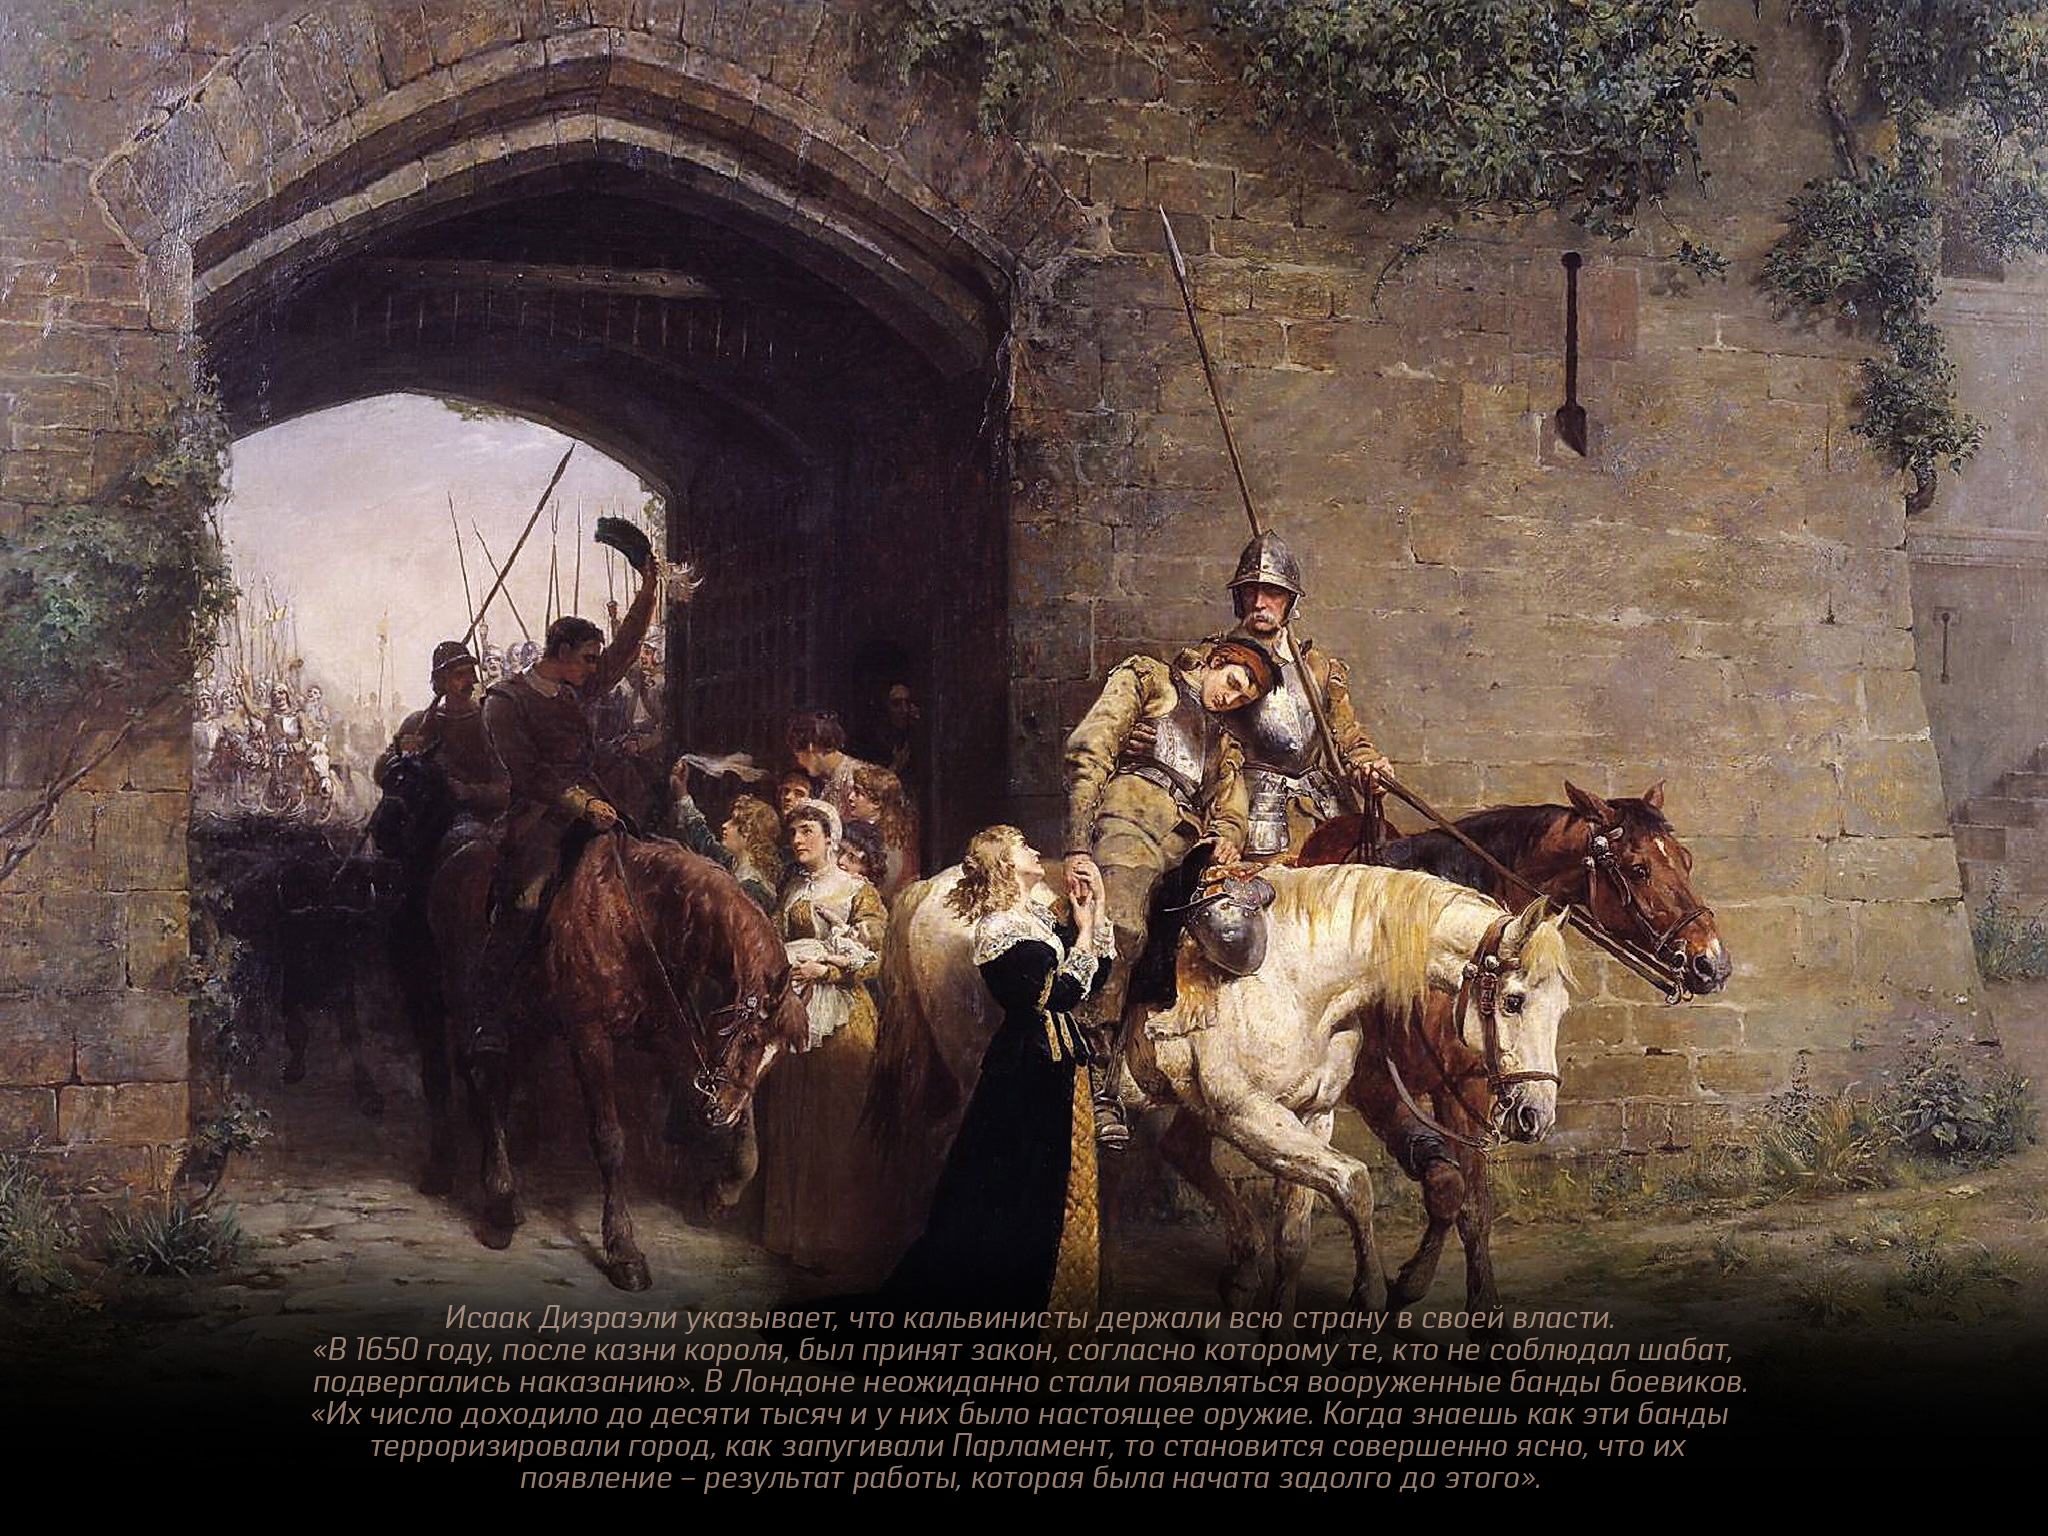 Исаак Дизраэли указывает, что кальвинисты держали всю страну в своей власти.
«В 1650 году, после казни короля, был принят закон, согласно которому те, кто не соблюдал шабат,
подвергались наказанию». В Лондоне неожиданно стали появляться вооруженные банды боевиков.
«Их число доходило до десяти тысяч и у них было настоящее оружие. Когда знаешь как эти банды
терроризировали город, как запугивали Парламент, то становится совершенно ясно, что их
появление – результат работы, которая была начата задолго до этого».